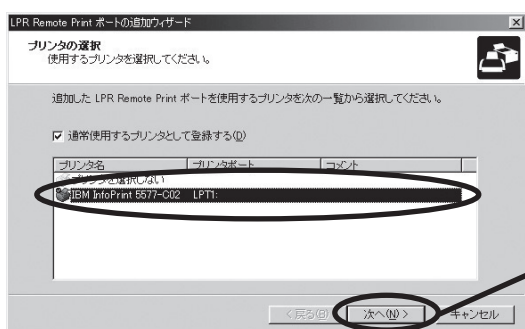 LPR Remote Print ポートの追加ウィザード
プリンタの選択
使用するプリンタを選択してください。
追加した LPR Remote Print ポートを使用するプリンタを次の一覧から選択してください。
通常使用するプリンタとして登録する(D)
プリンタ名 プリンタポート コメント
プリンタを選択しない
IBM InfoPrint 5577-C02 LPT1:
< 戻る(B) 次へ(N) > キャンセル